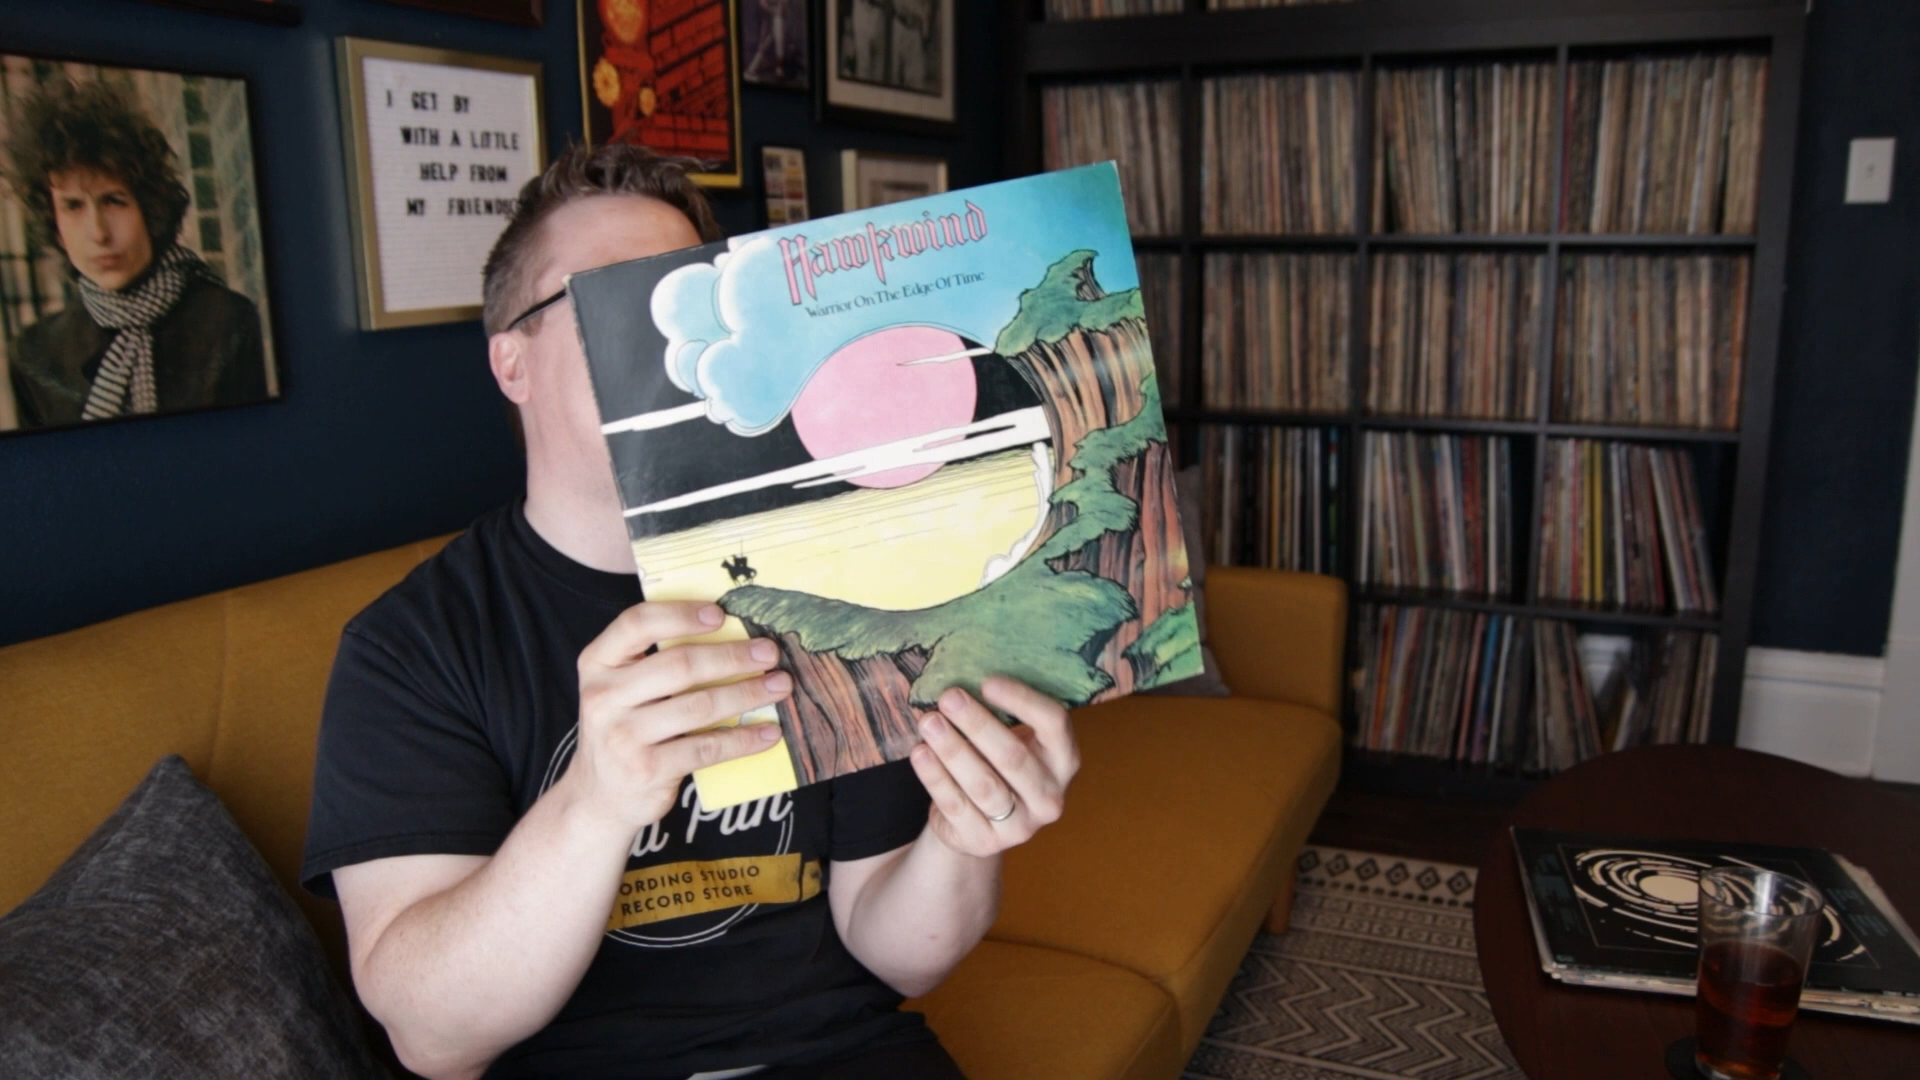 I GET BY
WITH A LITTLE
HELP FROM
MY FRIENDS
Hawkwind
Warrior On The Edge Of Time
ORDING STUDIO
RECORD STORE